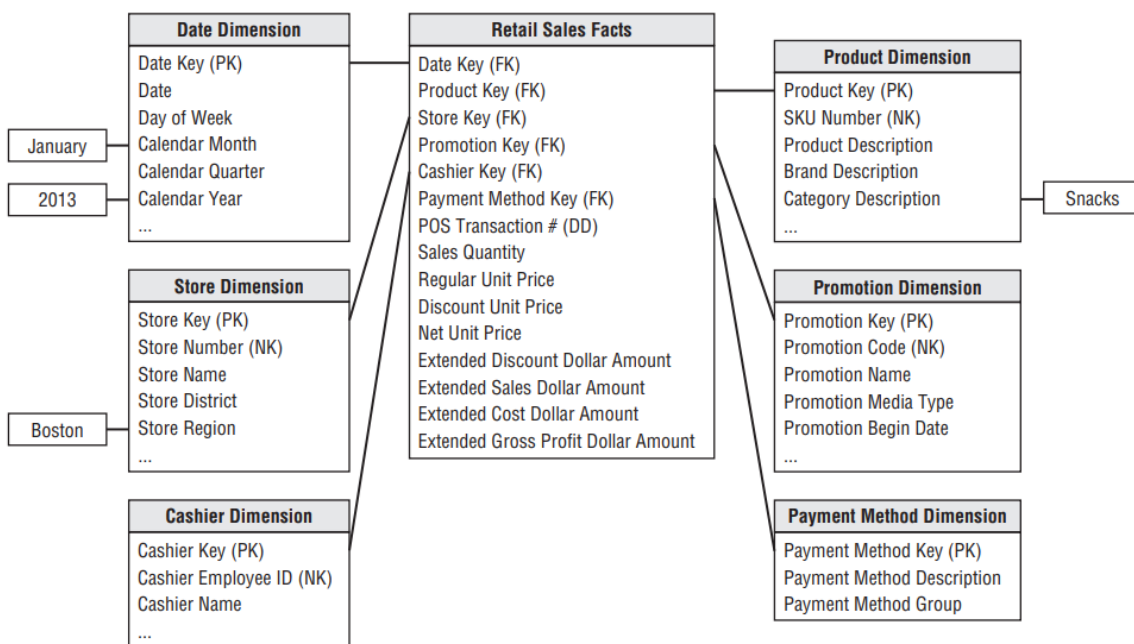 Date Dimension
Date Key (PK)
Date
Day of Week
Calendar Month
Calendar Quarter
Calendar Year
...
January
2013
Store Dimension
Store Key (PK)
Store Number (NK)
Store Name
Store District
Store Region
...
Boston
Cashier Dimension
Cashier Key (PK)
Cashier Employee ID (NK)
Cashier Name
...
Retail Sales Facts
Date Key (FK)
Product Key (FK)
Store Key (FK)
Promotion Key (FK)
Cashier Key (FK)
Payment Method Key (FK)
POS Transaction # (DD)
Sales Quantity
Regular Unit Price
Discount Unit Price
Net Unit Price
Extended Discount Dollar Amount
Extended Sales Dollar Amount
Extended Cost Dollar Amount
Extended Gross Profit Dollar Amount
Product Dimension
Product Key (PK)
SKU Number (NK)
Product Description
Brand Description
Category Description
...
Snacks
Promotion Dimension
Promotion Key (PK)
Promotion Code (NK)
Promotion Name
Promotion Media Type
Promotion Begin Date
...
Payment Method Dimension
Payment Method Key (PK)
Payment Method Description
Payment Method Group